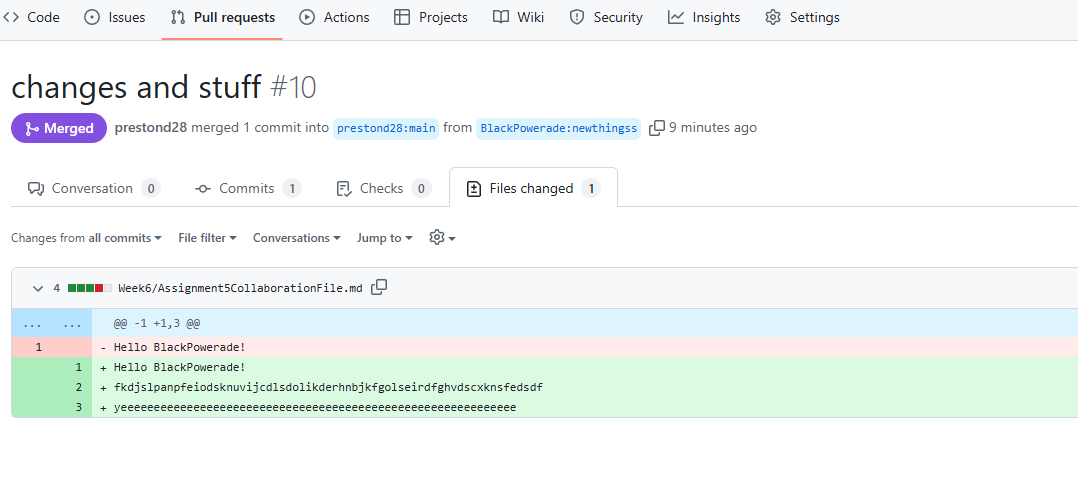 Code Issues Pull requests Actions Projects Wiki Security Insights Settings
changes and stuff #10
Merged prestond28 merged 1 commit into prestond28:main from BlackPowerade:newthingss 9 minutes ago
Conversation 0 Commits 1 Checks 0 Files changed 1
Changes from all commits File filter Conversations Jump to
4 Week6/Assignment5CollaborationFile.md
... ... @@ -1 +1,3 @@
1 - Hello BlackPowerade!
1 + Hello BlackPowerade!
2 + fkdjslpanpfeiodsknuvijcdlsdolikderhnbjkfgolseirdfghvdscxknsfedsdf
3 + yeeeeeeeeeeeeeeeeeeeeeeeeeeeeeeeeeeeeeeeeeeeeeeeeeeeeeeeeeeee